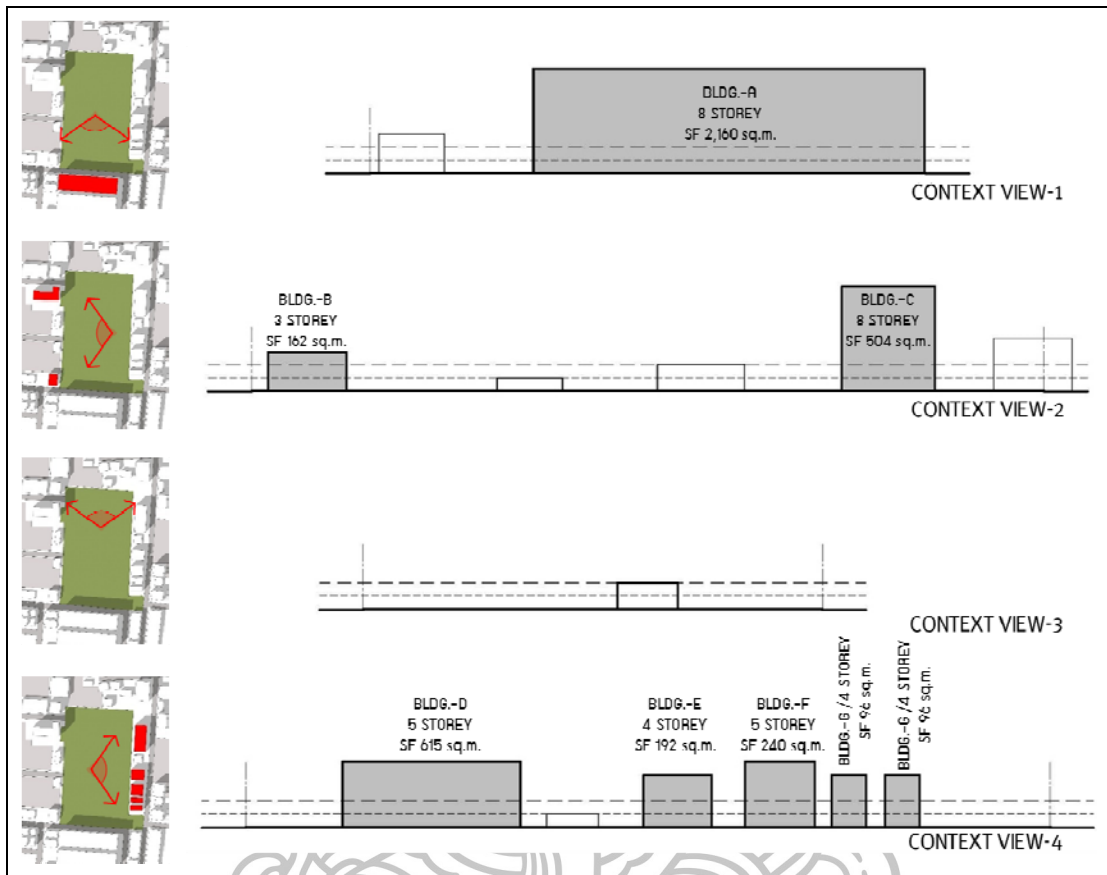 BLDG.-A
8 STOREY
SF 2,160 sq.m.
CONTEXT VIEW-1
BLDG.-B
3 STOREY
SF 162 sq.m.
BLDG.-C
8 STOREY
SF 504 sq.m.
CONTEXT VIEW-2
CONTEXT VIEW-3
BLDG.-D
5 STOREY
SF 615 sq.m.
BLDG.-E
4 STOREY
SF 192 sq.m.
BLDG.-F
5 STOREY
SF 240 sq.m.
BLDG.-G /4 STOREY
SF 96 sq.m.
BLDG.-G /4 STOREY
SF 96 sq.m.
CONTEXT VIEW-4